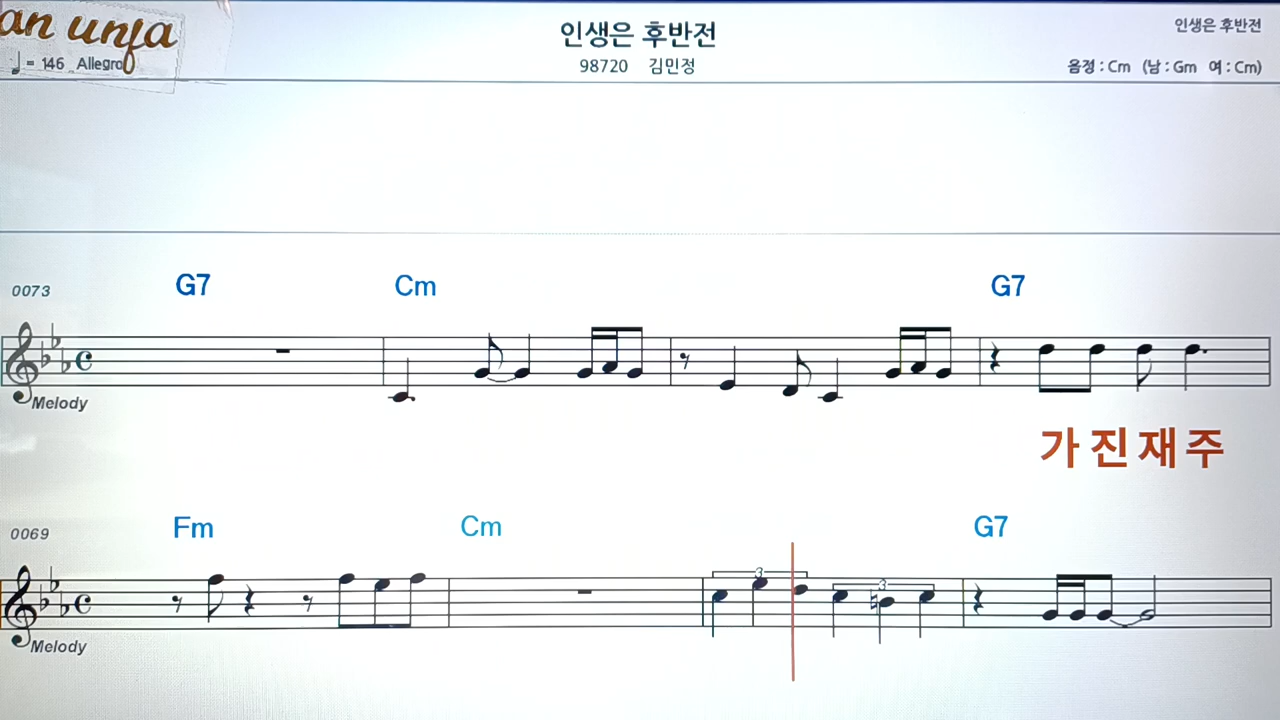 an unja
인생은 후반전
인생은 후반전
♩ = 146 Allegro
98720 김민정
음정 : Cm (남 : Gm 여 : Cm)
0073 G7 Cm G7
Melody
가 진 재 주
0069 Fm Cm G7
3 3
Melody